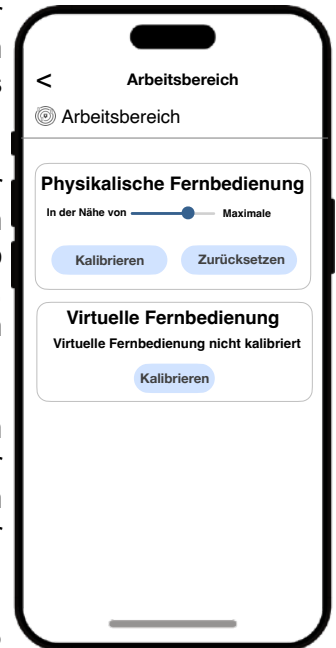 <
Arbeitsbereich
Arbeitsbereich
Physikalische Fernbedienung
In der Nähe von Maximale
Kalibrieren Zurücksetzen
Virtuelle Fernbedienung
Virtuelle Fernbedienung nicht kalibriert
Kalibrieren